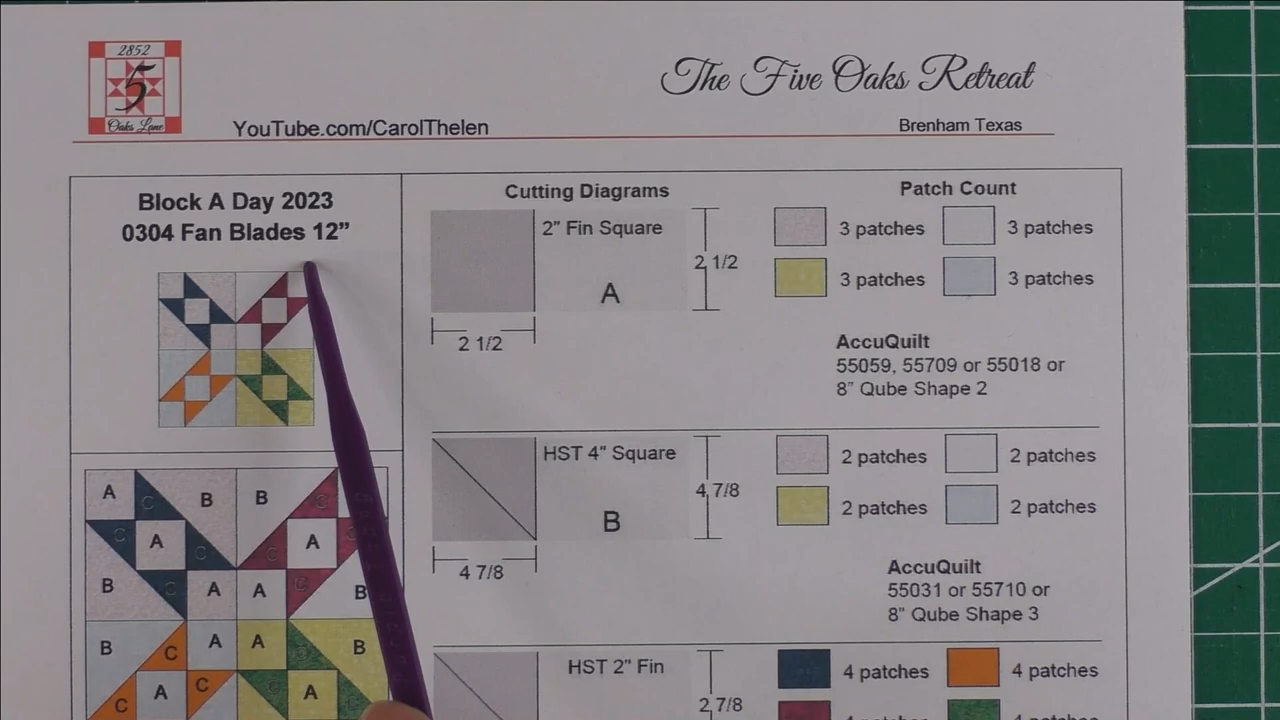 2852
5
Oaks Lane
The Five Oaks Retreat
YouTube.com/CarolThelen
Brenham Texas
Block A Day 2023
0304 Fan Blades 12”
A
C
B
B
C
C
A
C
C
A
C
B
C
A
A
C
B
B
C
A
A
C
B
C
A
C
C
A
Cutting Diagrams
2” Fin Square
A
2 1/2
2 1/2
HST 4" Square
B
4 7/8
4 7/8
HST 2" Fin
2 7/8
Patch Count
3 patches
3 patches
3 patches
3 patches
AccuQuilt
55059, 55709 or 55018 or
8” Qube Shape 2
2 patches
2 patches
2 patches
2 patches
AccuQuilt
55031 or 55710 or
8” Qube Shape 3
4 patches
4 patches
4 patches
4 patches